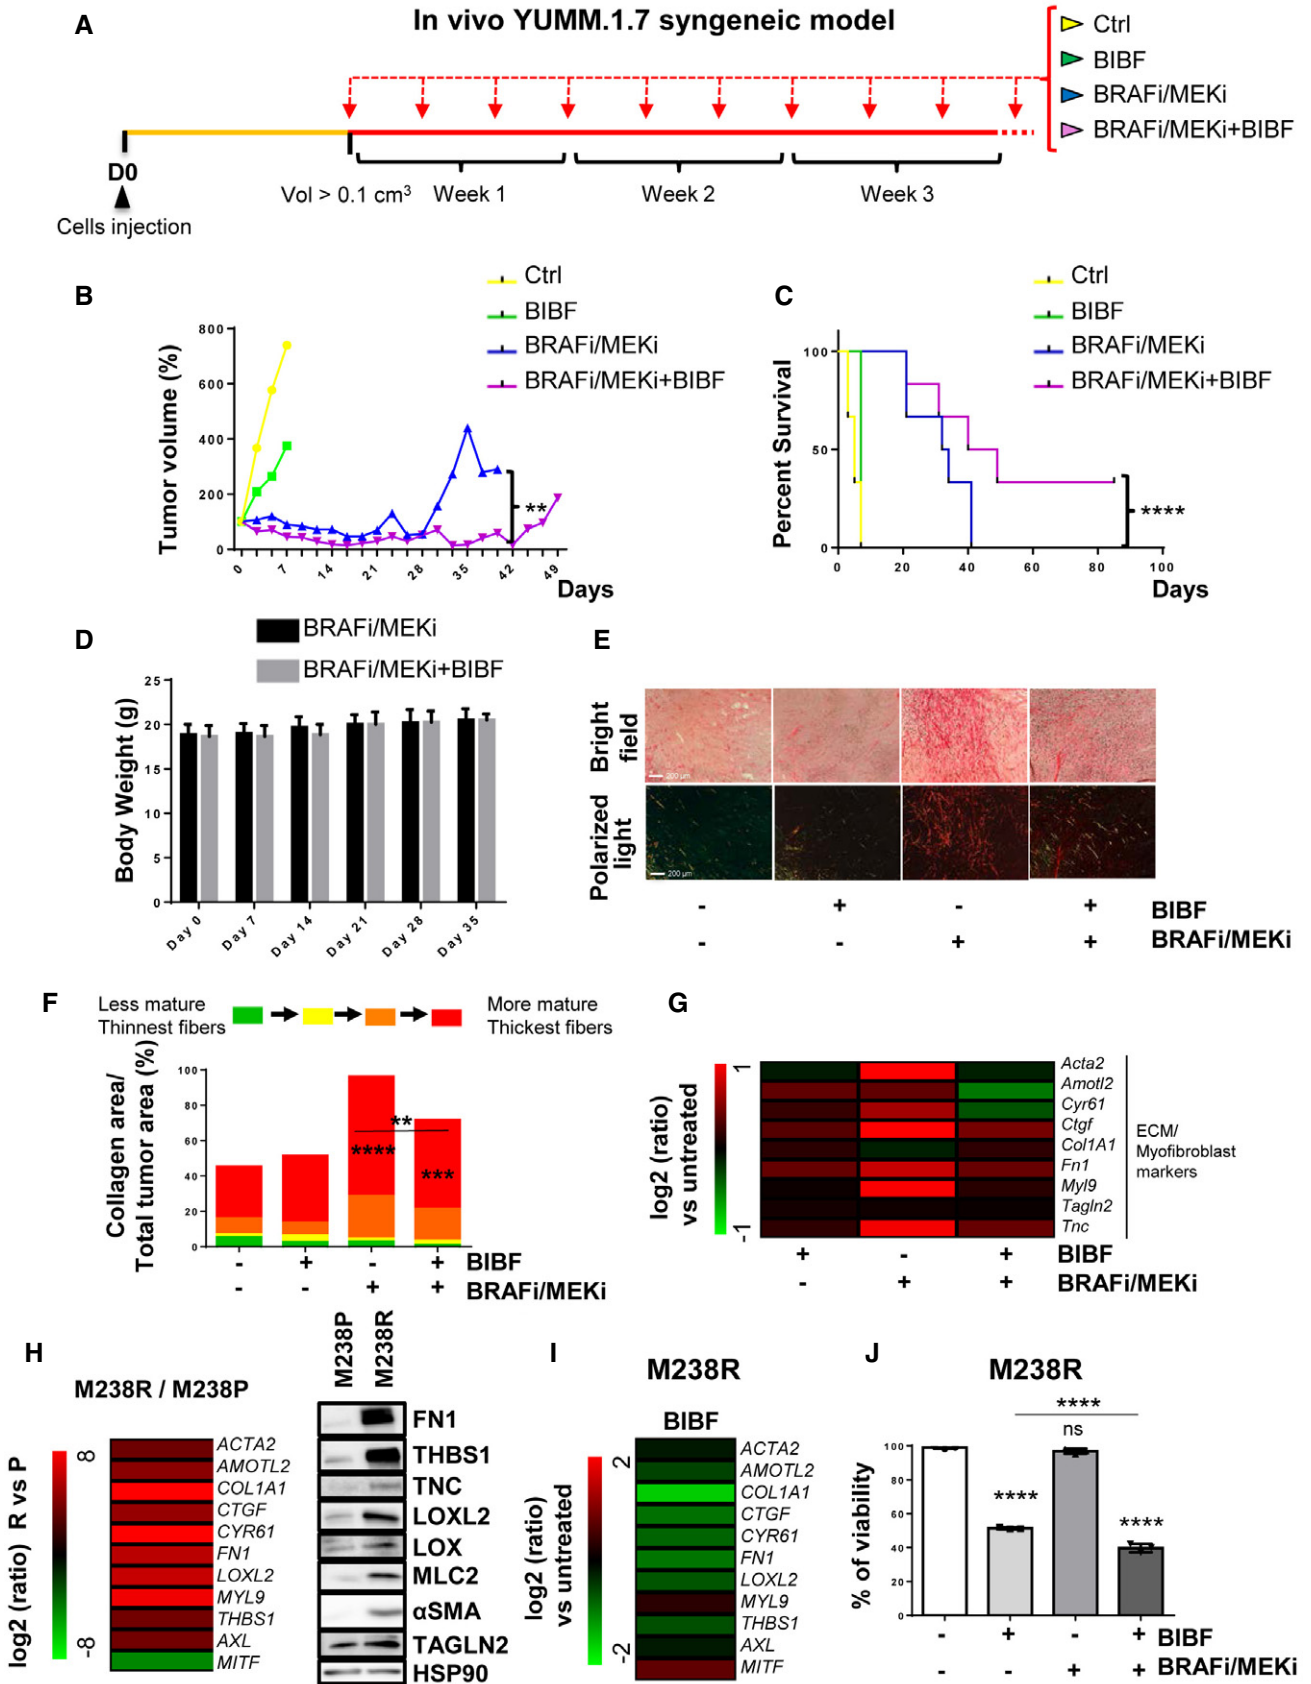 A
In vivo YUMM.1.7 syngeneic model
Ctrl
BIBF
BRAFi/MEKi
BRAFi/MEKi+BIBF
D0
Cells injection
Vol > 0.1 cm³
Week 1
Week 2
Week 3
B
Ctrl
BIBF
BRAFi/MEKi
BRAFi/MEKi+BIBF
Tumor volume (%)
800
600
400
200
0
**
0 7 14 21 28 35 42 49
Days
C
Ctrl
BIBF
BRAFi/MEKi
BRAFi/MEKi+BIBF
Percent Survival
100
50
0
****
0 20 40 60 80 100
Days
D
BRAFi/MEKi
BRAFi/MEKi+BIBF
Body Weight (g)
25
20
15
10
5
0
Day 0 Day 7 Day 14 Day 21 Day 28 Day 35
E
Bright field
Polarized light
200 µm
200 µm
- + - + BIBF
- - + + BRAFi/MEKi
F
Less mature
Thinnest fibers
More mature
Thickest fibers
Collagen area/
Total tumor area (%)
100
80
60
40
20
0
**
****
***
- + - + BIBF
- - + + BRAFi/MEKi
G
log2 (ratio)
vs untreated
1
-1
Acta2
Amotl2
Cyr61
Ctgf
Col1A1
Fn1
Myl9
Tagln2
Tnc
ECM/
Myofibroblast
markers
+ - + BIBF
- + + BRAFi/MEKi
H
M238R / M238P
log2 (ratio) R vs P
8
-8
ACTA2
AMOTL2
COL1A1
CTGF
CYR61
FN1
LOXL2
MYL9
THBS1
AXL
MITF
M238P
M238R
FN1
THBS1
TNC
LOXL2
LOX
MLC2
αSMA
TAGLN2
HSP90
I
M238R
BIBF
log2 (ratio)
vs untreated
2
-2
ACTA2
AMOTL2
COL1A1
CTGF
CYR61
FN1
LOXL2
MYL9
THBS1
AXL
MITF
J
M238R
****
ns
% of viability
100
80
60
40
20
0
****
****
- + - + BIBF
- - + + BRAFi/MEKi